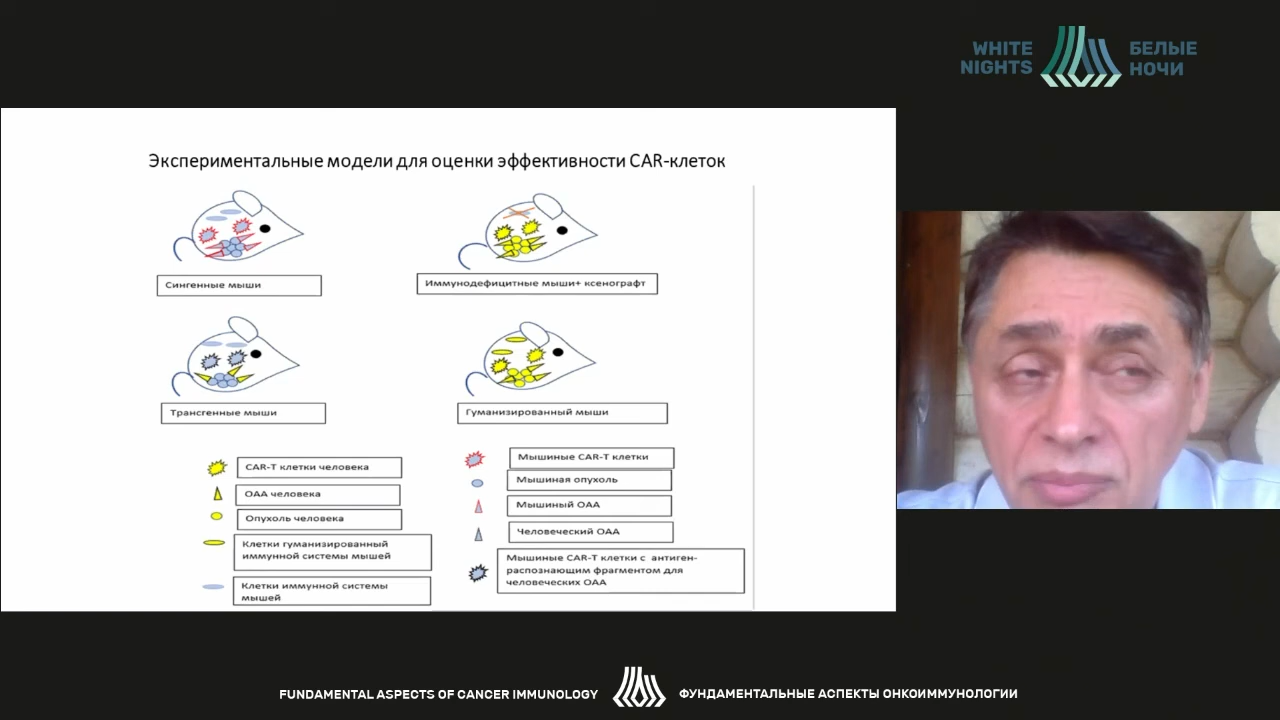 WHITE
NIGHTS
БЕЛЫЕ
НОЧИ
Экспериментальные модели для оценки эффективности CAR-клеток
Сингенные мыши
Иммунодефицитные мыши+ ксенографт
Трансгенные мыши
Гуманизированный мыши
CAR-T клетки человека
ОАА человека
Опухоль человека
Клетки гуманизированный
иммунной системы мышей
Клетки иммунной системы
мышей
Мышиные CAR-T клетки
Мышиная опухоль
Мышиный ОАА
Человеческий ОАА
Мышиные CAR-T клетки с антиген-
распознающим фрагментом для
человеческих ОАА
FUNDAMENTAL ASPECTS OF CANCER IMMUNOLOGY
ФУНДАМЕНТАЛЬНЫЕ АСПЕКТЫ ОНКОИММУНОЛОГИИ